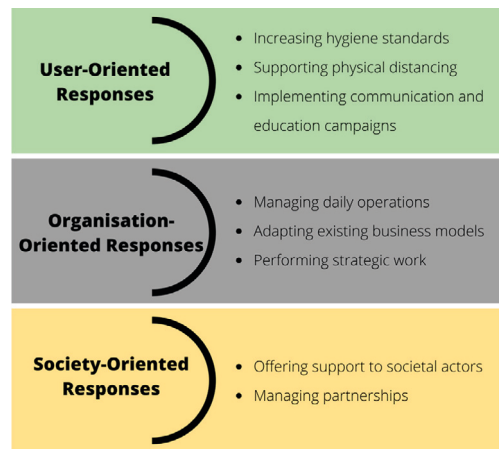 User-Oriented
Responses
• Increasing hygiene standards
• Supporting physical distancing
• Implementing communication and
education campaigns
Organisation-
Oriented Responses
• Managing daily operations
• Adapting existing business models
• Performing strategic work
Society-Oriented
Responses
• Offering support to societal actors
• Managing partnerships